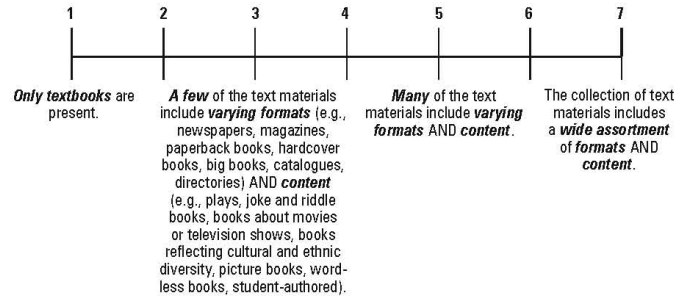 1 2 3 4 5 6 7
Only textbooks are
present.
A few of the text materials
include varying formats (e.g.,
newspapers, magazines,
paperback books, hardcover
books, big books, catalogues,
directories) AND content
(e.g., plays, joke and riddle
books, books about movies
or television shows, books
reflecting cultural and ethnic
diversity, picture books, word-
less books, student-authored).
Many of the text
materials include varying
formats AND content.
The collection of text
materials includes
a wide assortment
of formats AND
content.